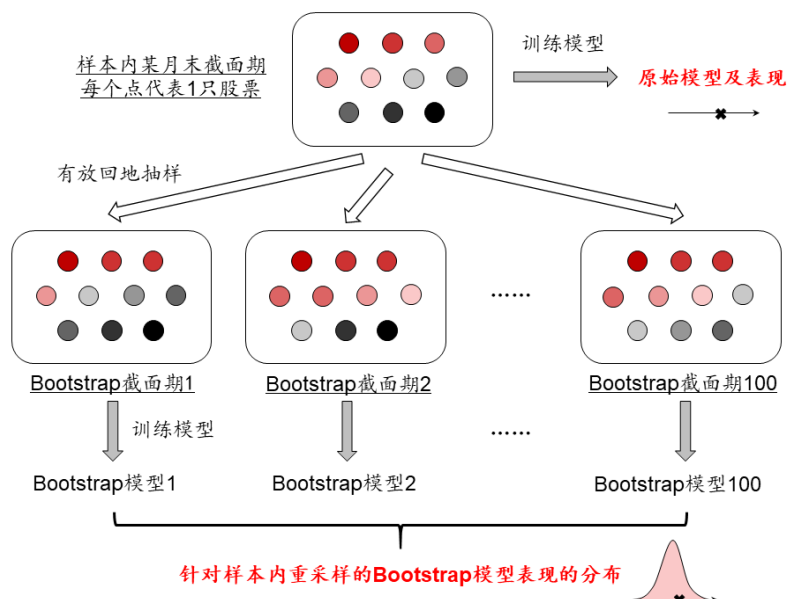 样本内某月末截面期
每个点代表1只股票
训练模型
原始模型及表现
有放回地抽样
……
Bootstrap截面期1
Bootstrap截面期2
Bootstrap截面期100
训练模型
……
Bootstrap模型1
Bootstrap模型2
Bootstrap模型100
针对样本内重采样的Bootstrap模型表现的分布